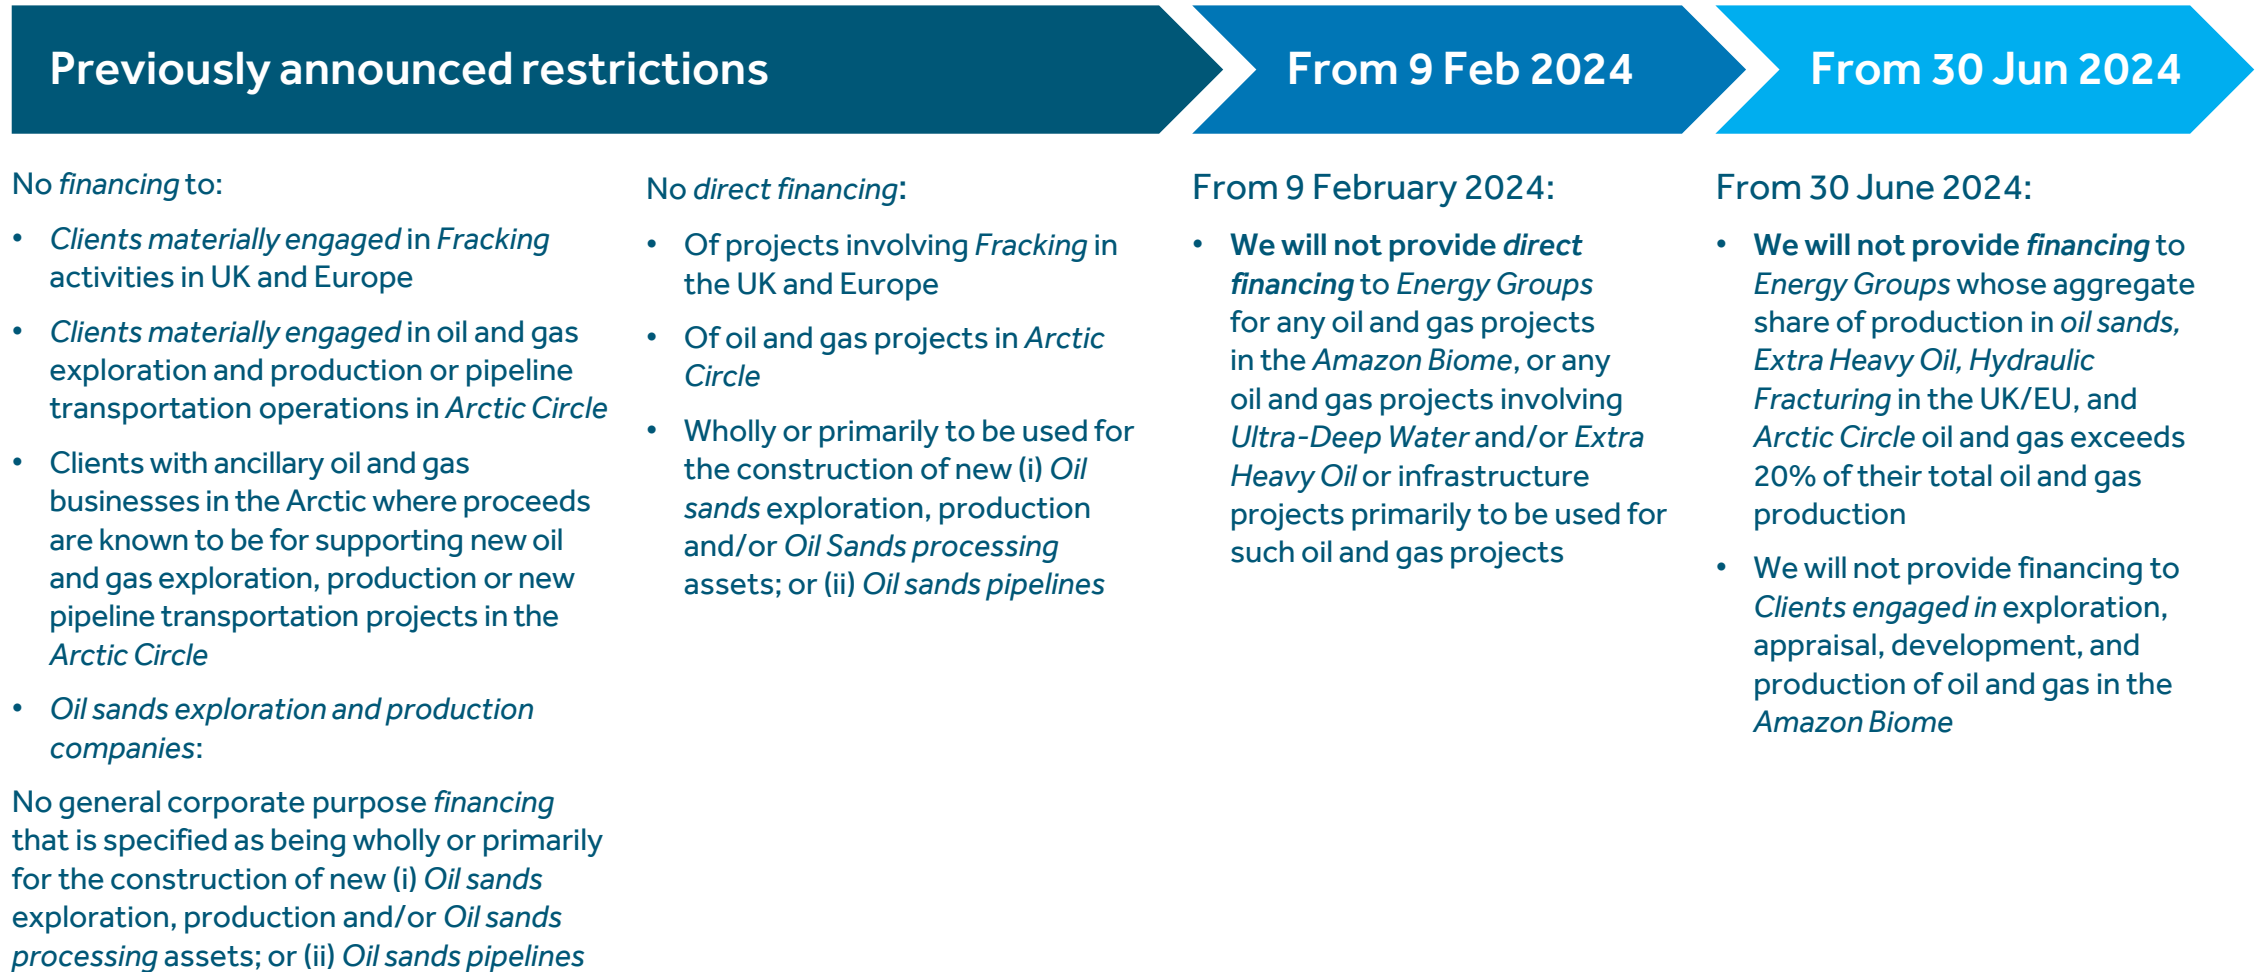 Previously announced restrictions
From 9 Feb 2024
From 30 Jun 2024
No financing to:
• Clients materially engaged in Fracking
activities in UK and Europe
• Clients materially engaged in oil and gas
exploration and production or pipeline
transportation operations in Arctic Circle
• Clients with ancillary oil and gas
businesses in the Arctic where proceeds
are known to be for supporting new oil
and gas exploration, production or new
pipeline transportation projects in the
Arctic Circle
• Oil sands exploration and production
companies:
No general corporate purpose financing
that is specified as being wholly or primarily
for the construction of new (i) Oil sands
exploration, production and/or Oil sands
processing assets; or (ii) Oil sands pipelines
No direct financing:
• Of projects involving Fracking in
the UK and Europe
• Of oil and gas projects in Arctic
Circle
• Wholly or primarily to be used for
the construction of new (i) Oil
sands exploration, production
and/or Oil Sands processing
assets; or (ii) Oil sands pipelines
From 9 February 2024:
• We will not provide direct
financing to Energy Groups
for any oil and gas projects
in the Amazon Biome, or any
oil and gas projects involving
Ultra-Deep Water and/or Extra
Heavy Oil or infrastructure
projects primarily to be used for
such oil and gas projects
From 30 June 2024:
• We will not provide financing to
Energy Groups whose aggregate
share of production in oil sands,
Extra Heavy Oil, Hydraulic
Fracturing in the UK/EU, and
Arctic Circle oil and gas exceeds
20% of their total oil and gas
production
• We will not provide financing to
Clients engaged in exploration,
appraisal, development, and
production of oil and gas in the
Amazon Biome